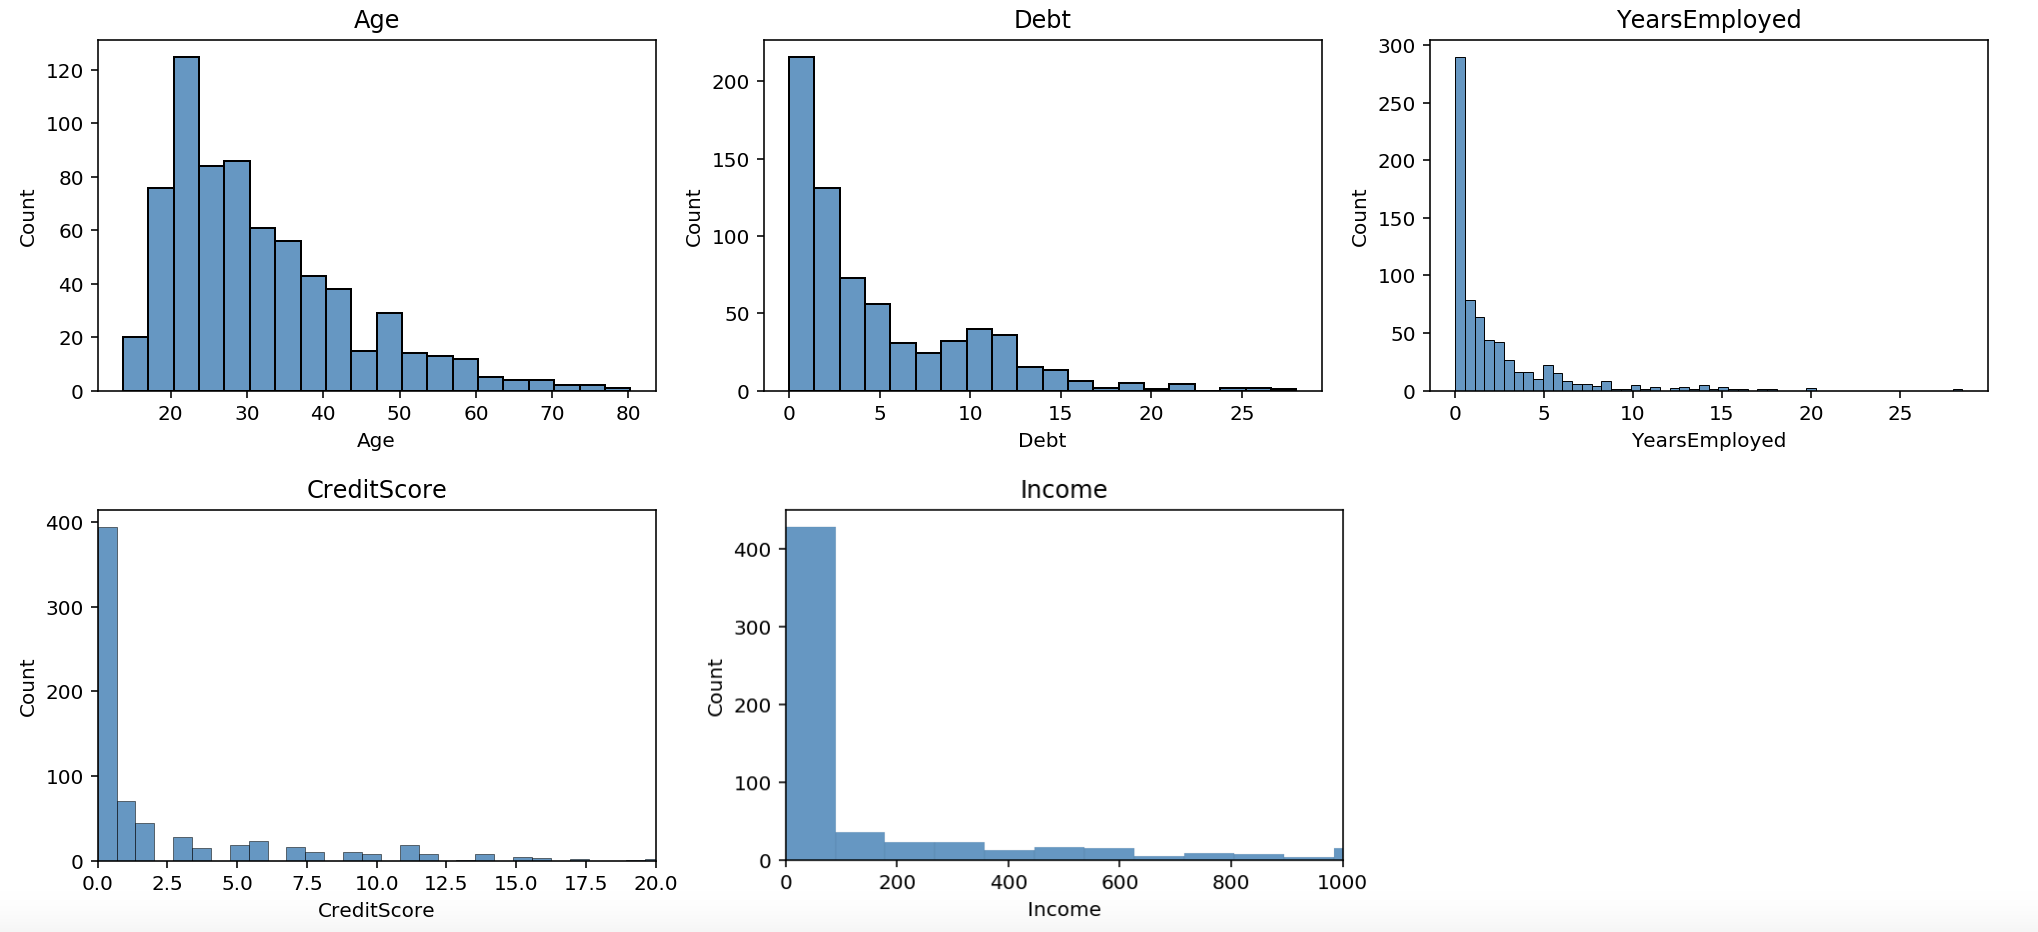 Age
120
100
80
60
40
20
0
Count
20 30 40 50 60 70 80
Age
Debt
200
150
100
50
0
Count
0 5 10 15 20 25
Debt
YearsEmployed
300
250
200
150
100
50
0
Count
0 5 10 15 20 25
YearsEmployed
CreditScore
400
300
200
100
0
Count
0.0 2.5 5.0 7.5 10.0 12.5 15.0 17.5 20.0
CreditScore
Income
400
300
200
100
0
Count
0 200 400 600 800 1000
Income